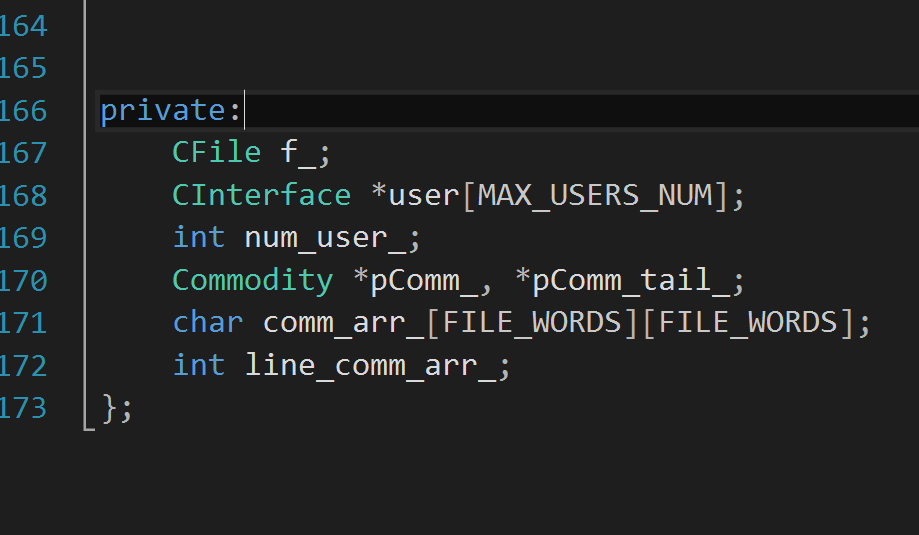 164
165
166 private:
167 CFile f_;
168 CInterface *user[MAX_USERS_NUM];
169 int num_user_;
170 Commodity *pComm_, *pComm_tail_;
171 char comm_arr_[FILE_WORDS][FILE_WORDS];
172 int line_comm_arr_;
173 };